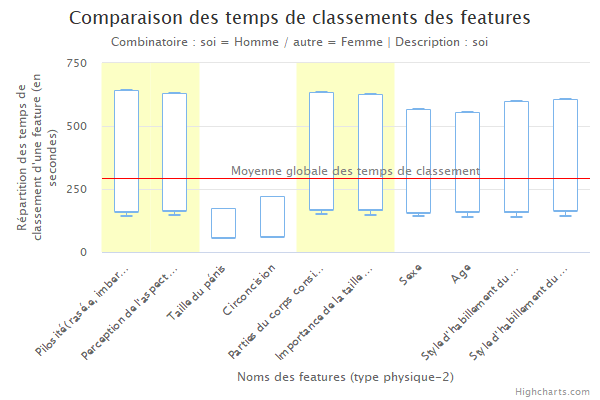 Comparaison des temps de classements des features
Combinatoire : soi = Homme / autre = Femme | Description : soi
Répartition des temps de
classement d'une feature (en
secondes)
750
500
250
0
Moyenne globale des temps de classement
Pilosité(rasé.e, imber...
Perception de l'aspect...
Taille du pénis
Circoncision
Parties du corps consi...
Importance de la taille ...
Sexe
Age
Style d'habillement du ...
Style d'habillement du ...
Noms des features (type physique-2)
Highcharts.com